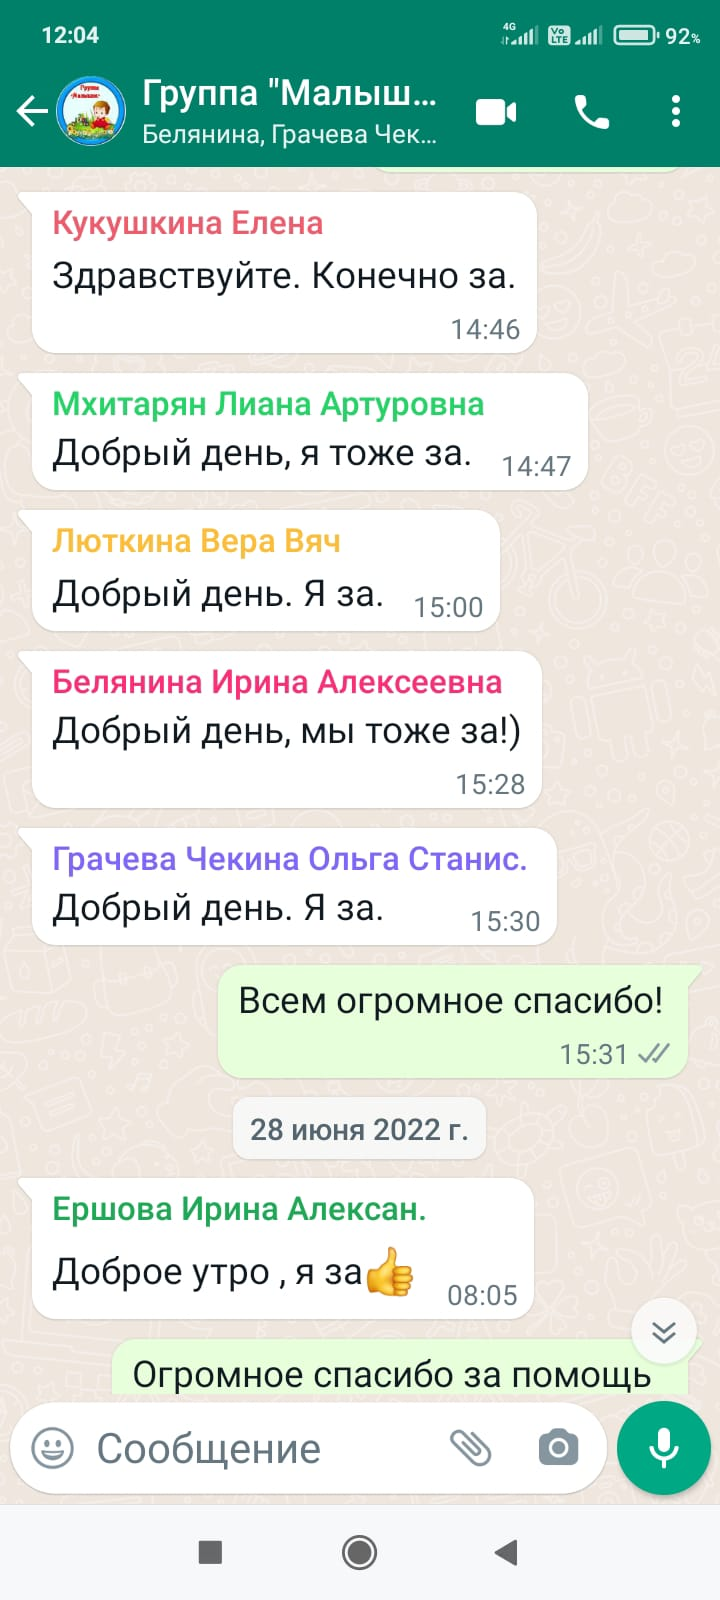 12:04
4G
Vo
LTE
92%
Группа "Малыш...
Белянина, Грачева Чек...
Кукушкина Елена
Здравствуйте. Конечно за.
14:46
Мхитарян Лиана Артуровна
Добрый день, я тоже за.
14:47
Люткина Вера Вяч
Добрый день. Я за.
15:00
Белянина Ирина Алексеевна
Добрый день, мы тоже за!)
15:28
Грачева Чекина Ольга Станис.
Добрый день. Я за.
15:30
Всем огромное спасибо!
15:31
28 июня 2022 г.
Ершова Ирина Алексан.
Доброе утро , я за👍
08:05
Огромное спасибо за помощь
Сообщение